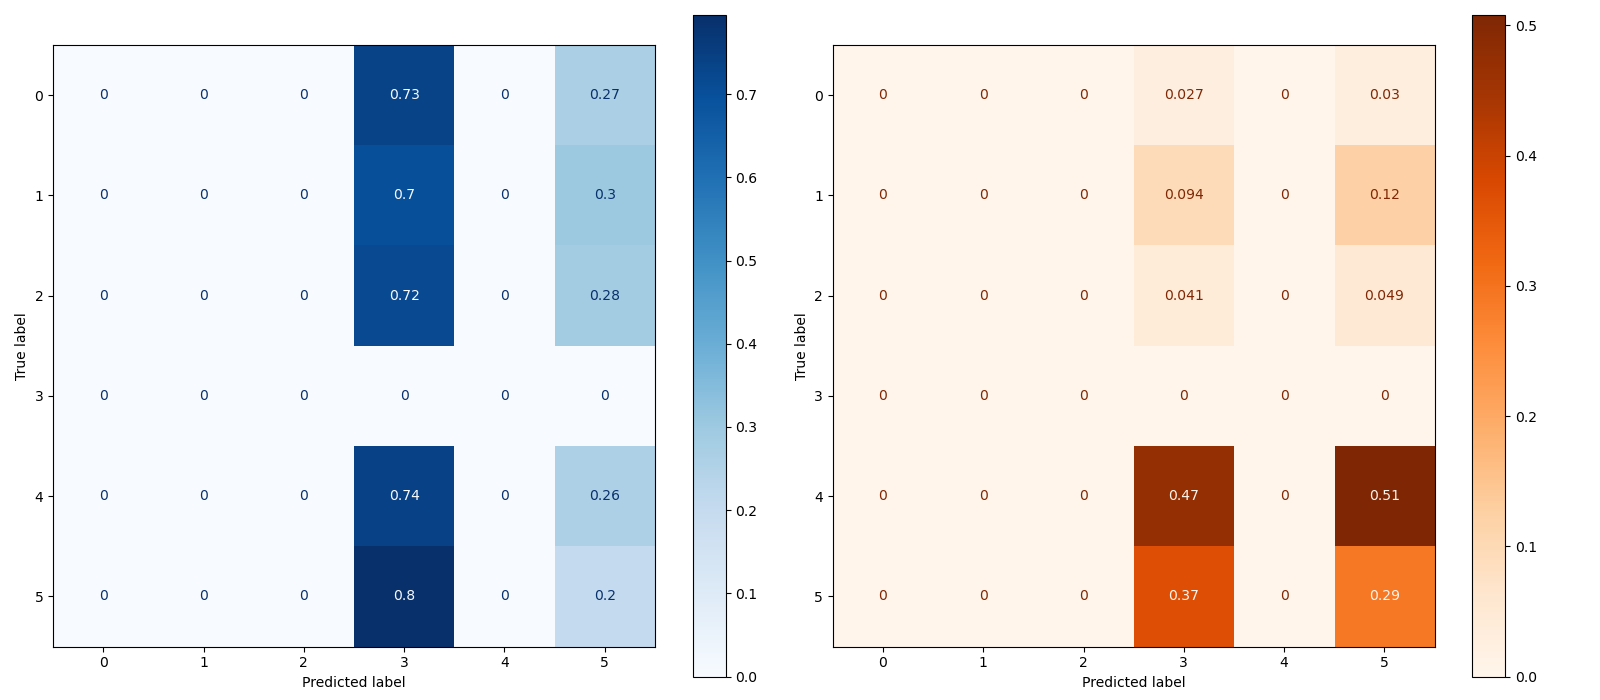 0 0 0 0 0.73 0 0.27
1 0 0 0 0.7 0 0.3
2 0 0 0 0.72 0 0.28
3 0 0 0 0 0 0
4 0 0 0 0.74 0 0.26
5 0 0 0 0.8 0 0.2
0 1 2 3 4 5
Predicted label
True label
0.7
0.6
0.5
0.4
0.3
0.2
0.1
0.0
0 0 0 0 0.027 0 0.03
1 0 0 0 0.094 0 0.12
2 0 0 0 0.041 0 0.049
3 0 0 0 0 0 0
4 0 0 0 0.47 0 0.51
5 0 0 0 0.37 0 0.29
0 1 2 3 4 5
Predicted label
True label
0.5
0.4
0.3
0.2
0.1
0.0